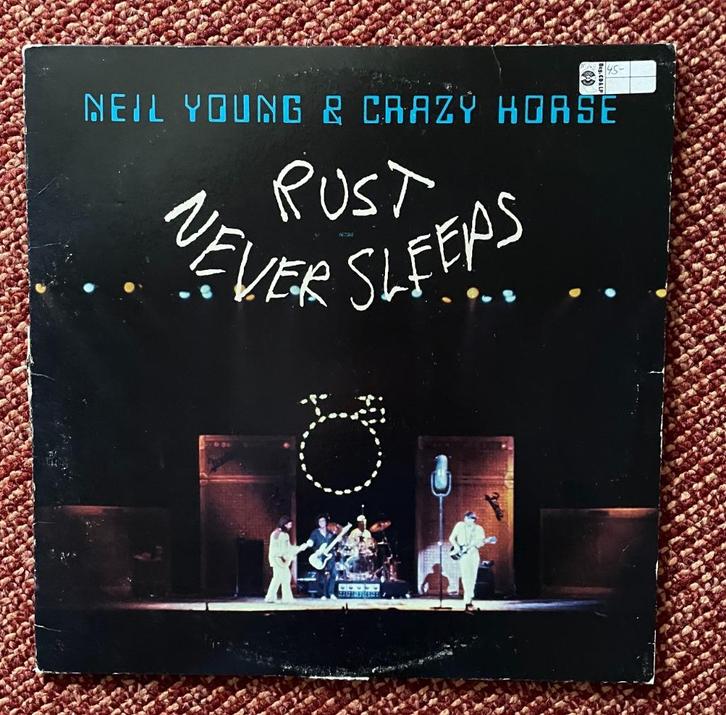 NEIL YOUNG & CRAZY HORSE
45-
RUST
NEVER SLEEPS